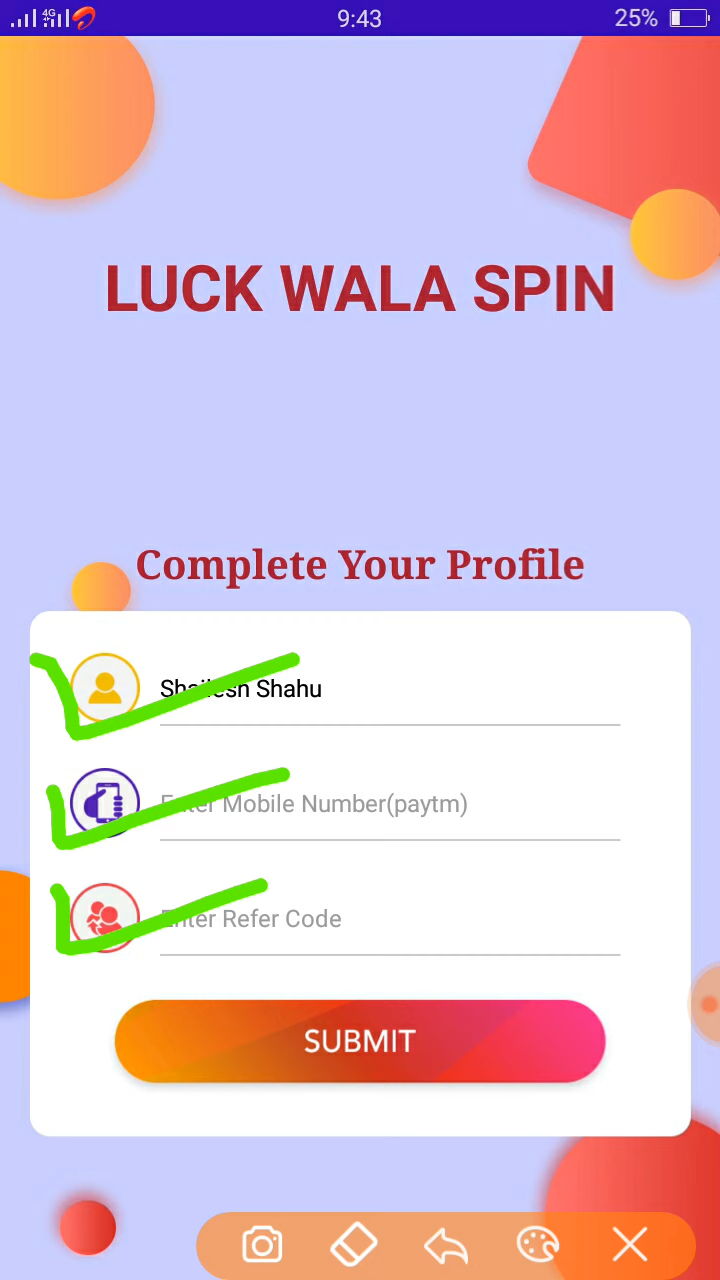 4G 9:43 25%
LUCK WALA SPIN
Complete Your Profile
Shailesh Shahu
Enter Mobile Number(paytm)
Enter Refer Code
SUBMIT